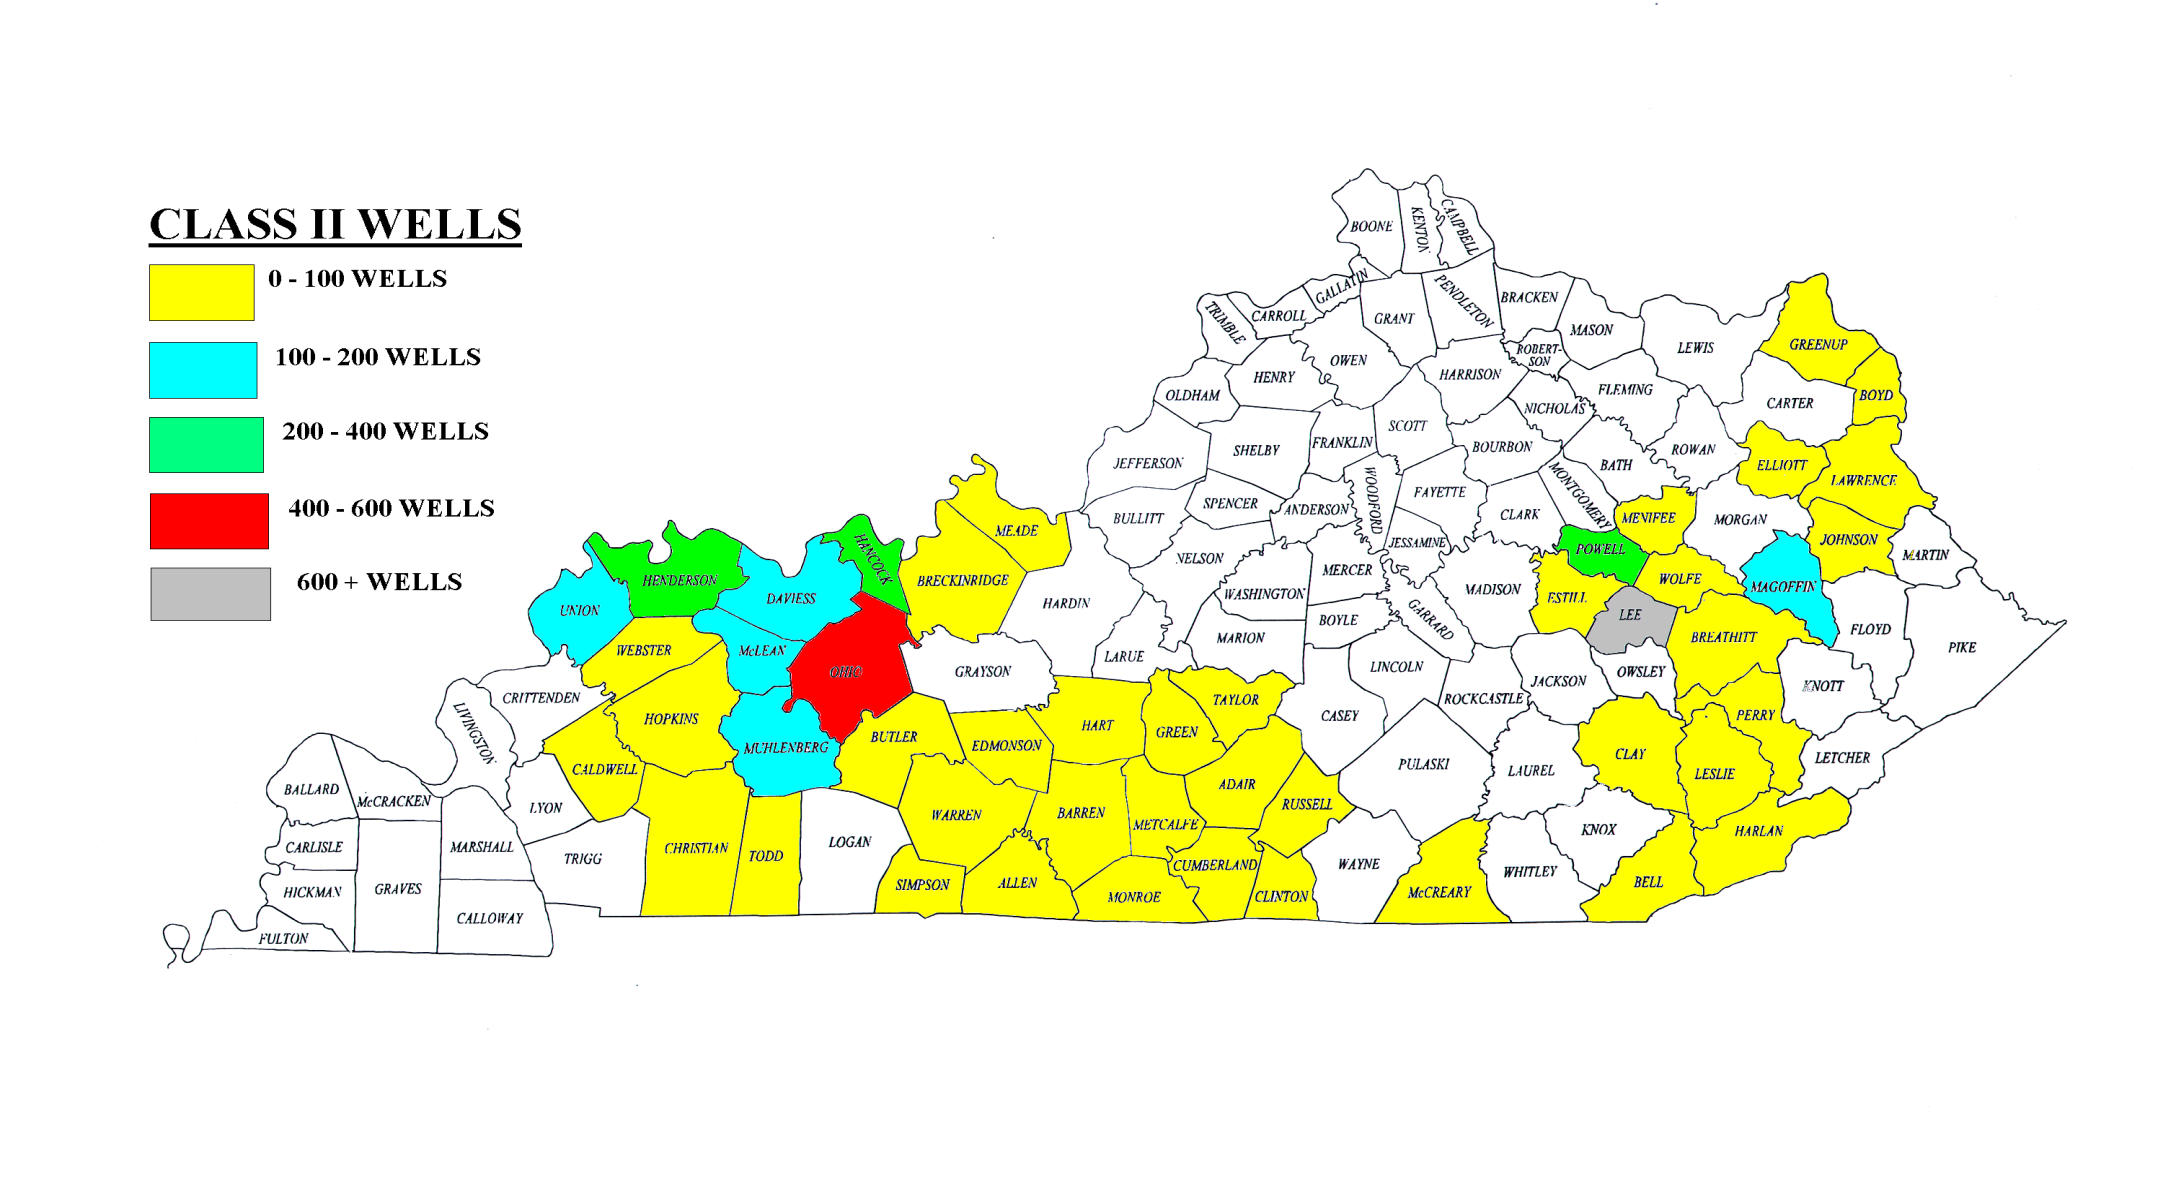 CLASS II WELLS
0 - 100 WELLS
100 - 200 WELLS
200 - 400 WELLS
400 - 600 WELLS
600 + WELLS
BOONE
KENTON
CAMPBELL
GALLATIN
PENDLETON
BRACKEN
TRIMBLE
CARROLL
GRANT
MASON
LEWIS
GREENUP
OWEN
ROBERT-
SON
HENRY
HARRISON
FLEMING
OLDHAM
NICHOLAS
CARTER
BOYD
SCOTT
SHELBY
FRANKLIN
BOURBON
JEFFERSON
BATH
ROWAN
ELLIOTT
LAWRENCE
WOODFORD
FAYETTE
MONTGOMERY
SPENCER
ANDERSON
CLARK
BULLITT
MENIFEE
MORGAN
MEADE
JESSAMINE
POWELL
JOHNSON
MARTIN
HANCOCK
NELSON
MERCER
HENDERSON
BRECKINRIDGE
WOLFE
MAGOFFIN
UNION
DAVIESS
HARDIN
WASHINGTON
MADISON
ESTILL
BOYLE
GARRARD
LEE
MARION
BREATHITT
FLOYD
PIKE
WEBSTER
McLEAN
OHIO
GRAYSON
LARUE
LINCOLN
JACKSON
OWSLEY
KNOTT
CRITTENDEN
TAYLOR
ROCKCASTLE
LIVINGSTON
HOPKINS
MUHLENBERG
BUTLER
EDMONSON
HART
GREEN
CASEY
PERRY
CALDWELL
CLAY
LETCHER
PULASKI
LAUREL
LESLIE
ADAIR
BALLARD
McCRACKEN
LYON
WARREN
BARREN
METCALFE
RUSSELL
KNOX
HARLAN
CARLISLE
MARSHALL
TRIGG
CHRISTIAN
TODD
LOGAN
CUMBERLAND
WAYNE
WHITLEY
HICKMAN
GRAVES
SIMPSON
ALLEN
MONROE
CLINTON
McCREARY
BELL
CALLOWAY
FULTON